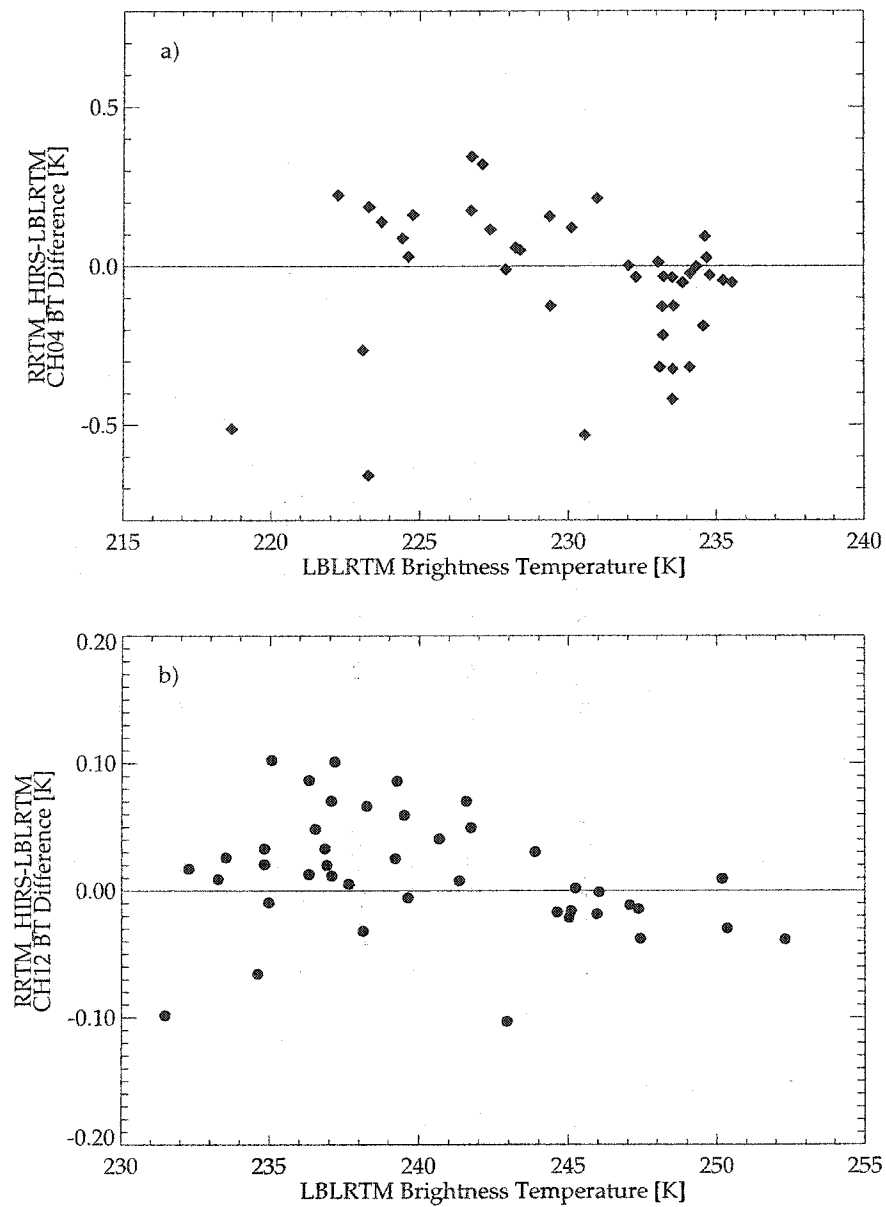 a)
RRTM_HIRS-LBLRTM
CH04 BT Difference [K]
0.5
0.0
-0.5
215 220 225 230 235 240
LBLRTM Brightness Temperature [K]
b)
RRTM_HIRS-LBLRTM
CH12 BT Difference [K]
0.20
0.10
0.00
-0.10
-0.20
230 235 240 245 250 255
LBLRTM Brightness Temperature [K]